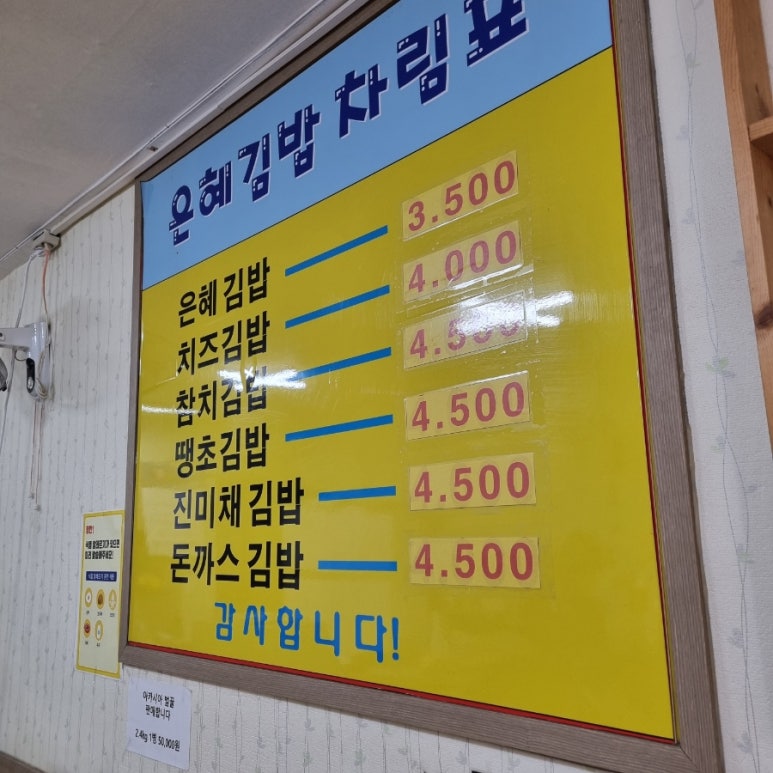 은혜김밥 차림표
은혜김밥 3.500
치즈김밥 4.000
참치김밥 4.500
땡초김밥 4.500
진미채김밥 4.500
돈까스김밥 4.500
감사합니다!
아카시아 벌꿀
판매합니다
2.4kg 1병 50,000원